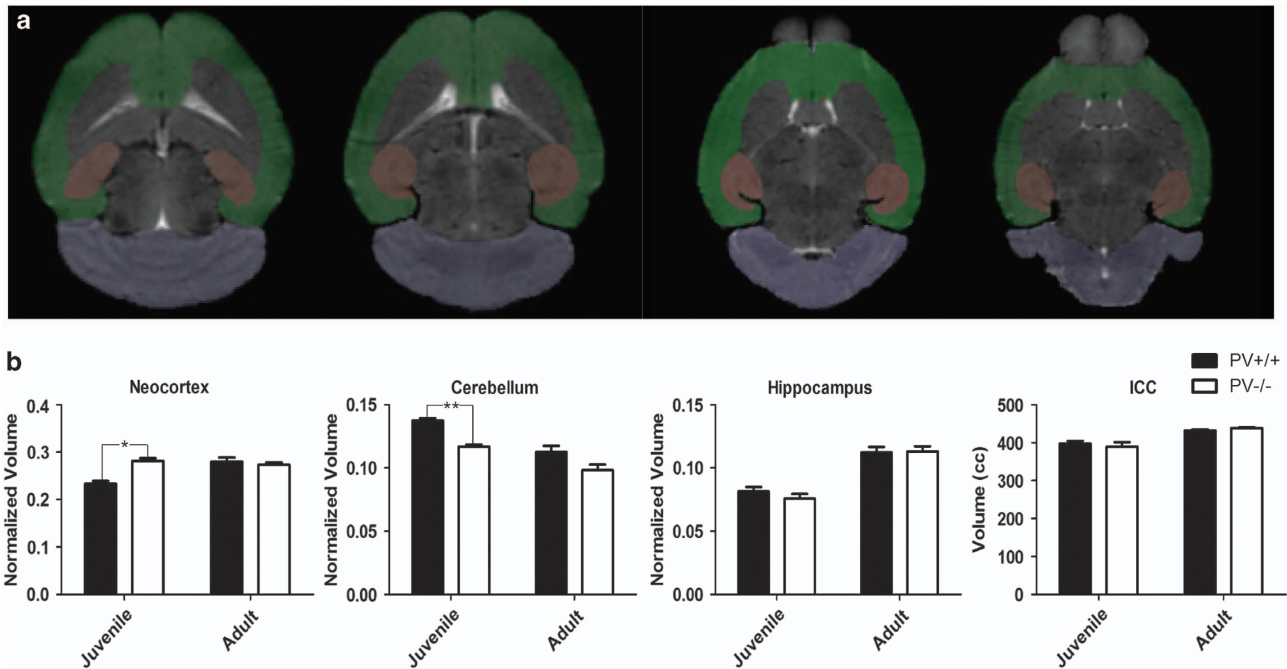 a
b
PV+/+
PV-/-
Neocortex
Normalized Volume
0.4
0.3
0.2
0.1
0.0
*
Juvenile
Adult
Cerebellum
Normalized Volume
0.15
0.10
0.05
0.00
**
Juvenile
Adult
Hippocampus
Normalized Volume
0.15
0.10
0.05
0.00
Juvenile
Adult
ICC
Volume (cc)
500
400
300
200
100
0
Juvenile
Adult